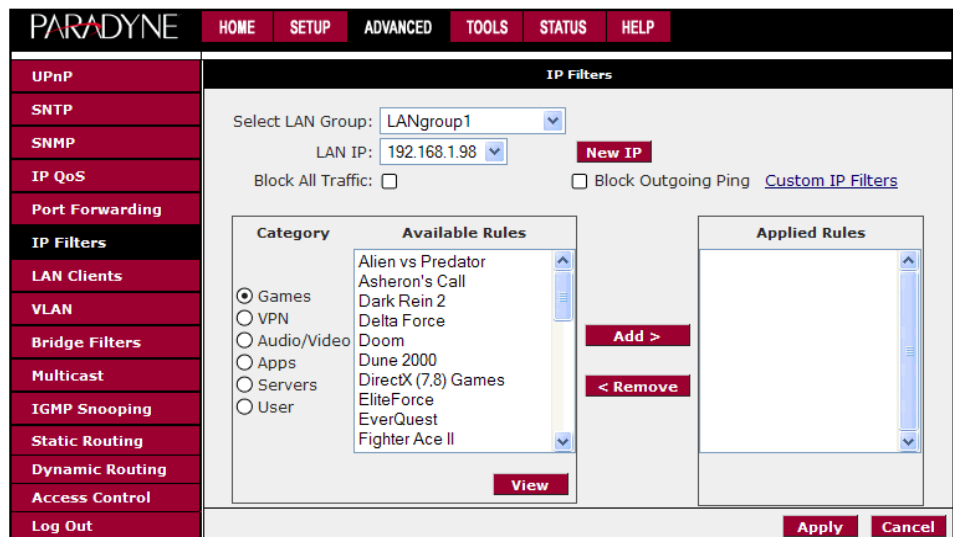 PARADYNE
HOME SETUP ADVANCED TOOLS STATUS HELP
UPnP
SNTP
SNMP
IP QoS
Port Forwarding
IP Filters
LAN Clients
VLAN
Bridge Filters
Multicast
IGMP Snooping
Static Routing
Dynamic Routing
Access Control
Log Out
IP Filters
Select LAN Group: LANgroup1
LAN IP: 192.168.1.98 New IP
Block All Traffic: Block Outgoing Ping Custom IP Filters
Category
Games
VPN
Audio/Video
Apps
Servers
User
Available Rules
Alien vs Predator
Asheron's Call
Dark Rein 2
Delta Force
Doom
Dune 2000
DirectX (7,8) Games
EliteForce
EverQuest
Fighter Ace II
View
Add >
< Remove
Applied Rules
Apply Cancel